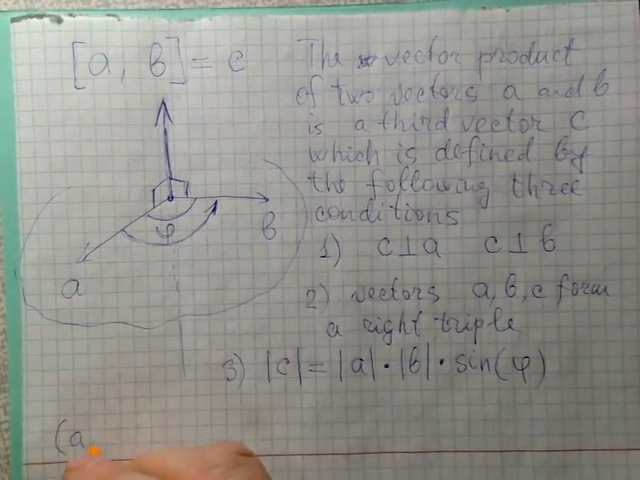 [a, b] = c
The vector product
of two vectors a and b
is a third vector c
which is defined by
the following three
conditions
1) c⊥a c⊥b
2) vectors a, b, c form
a right triple
3) |c| = |a| · |b| · sin(φ)
φ
b
a
(a